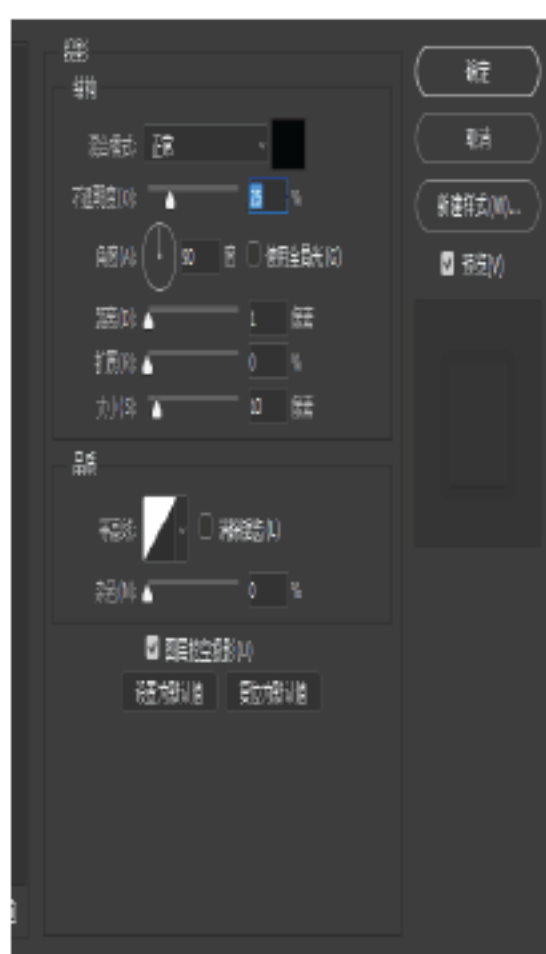 投影
结构
混合模式: 正常
不透明度(O): 25 %
角度(A): 90 度 使用全局光(G)
距离(D): 1 像素
扩展(R): 0 %
大小(S): 10 像素
品质
等高线: 消除锯齿(L)
杂色(N): 0 %
图层挖空投影(U)
设置为默认值 复位为默认值
确定
取消
新建样式(W)...
预览(V)